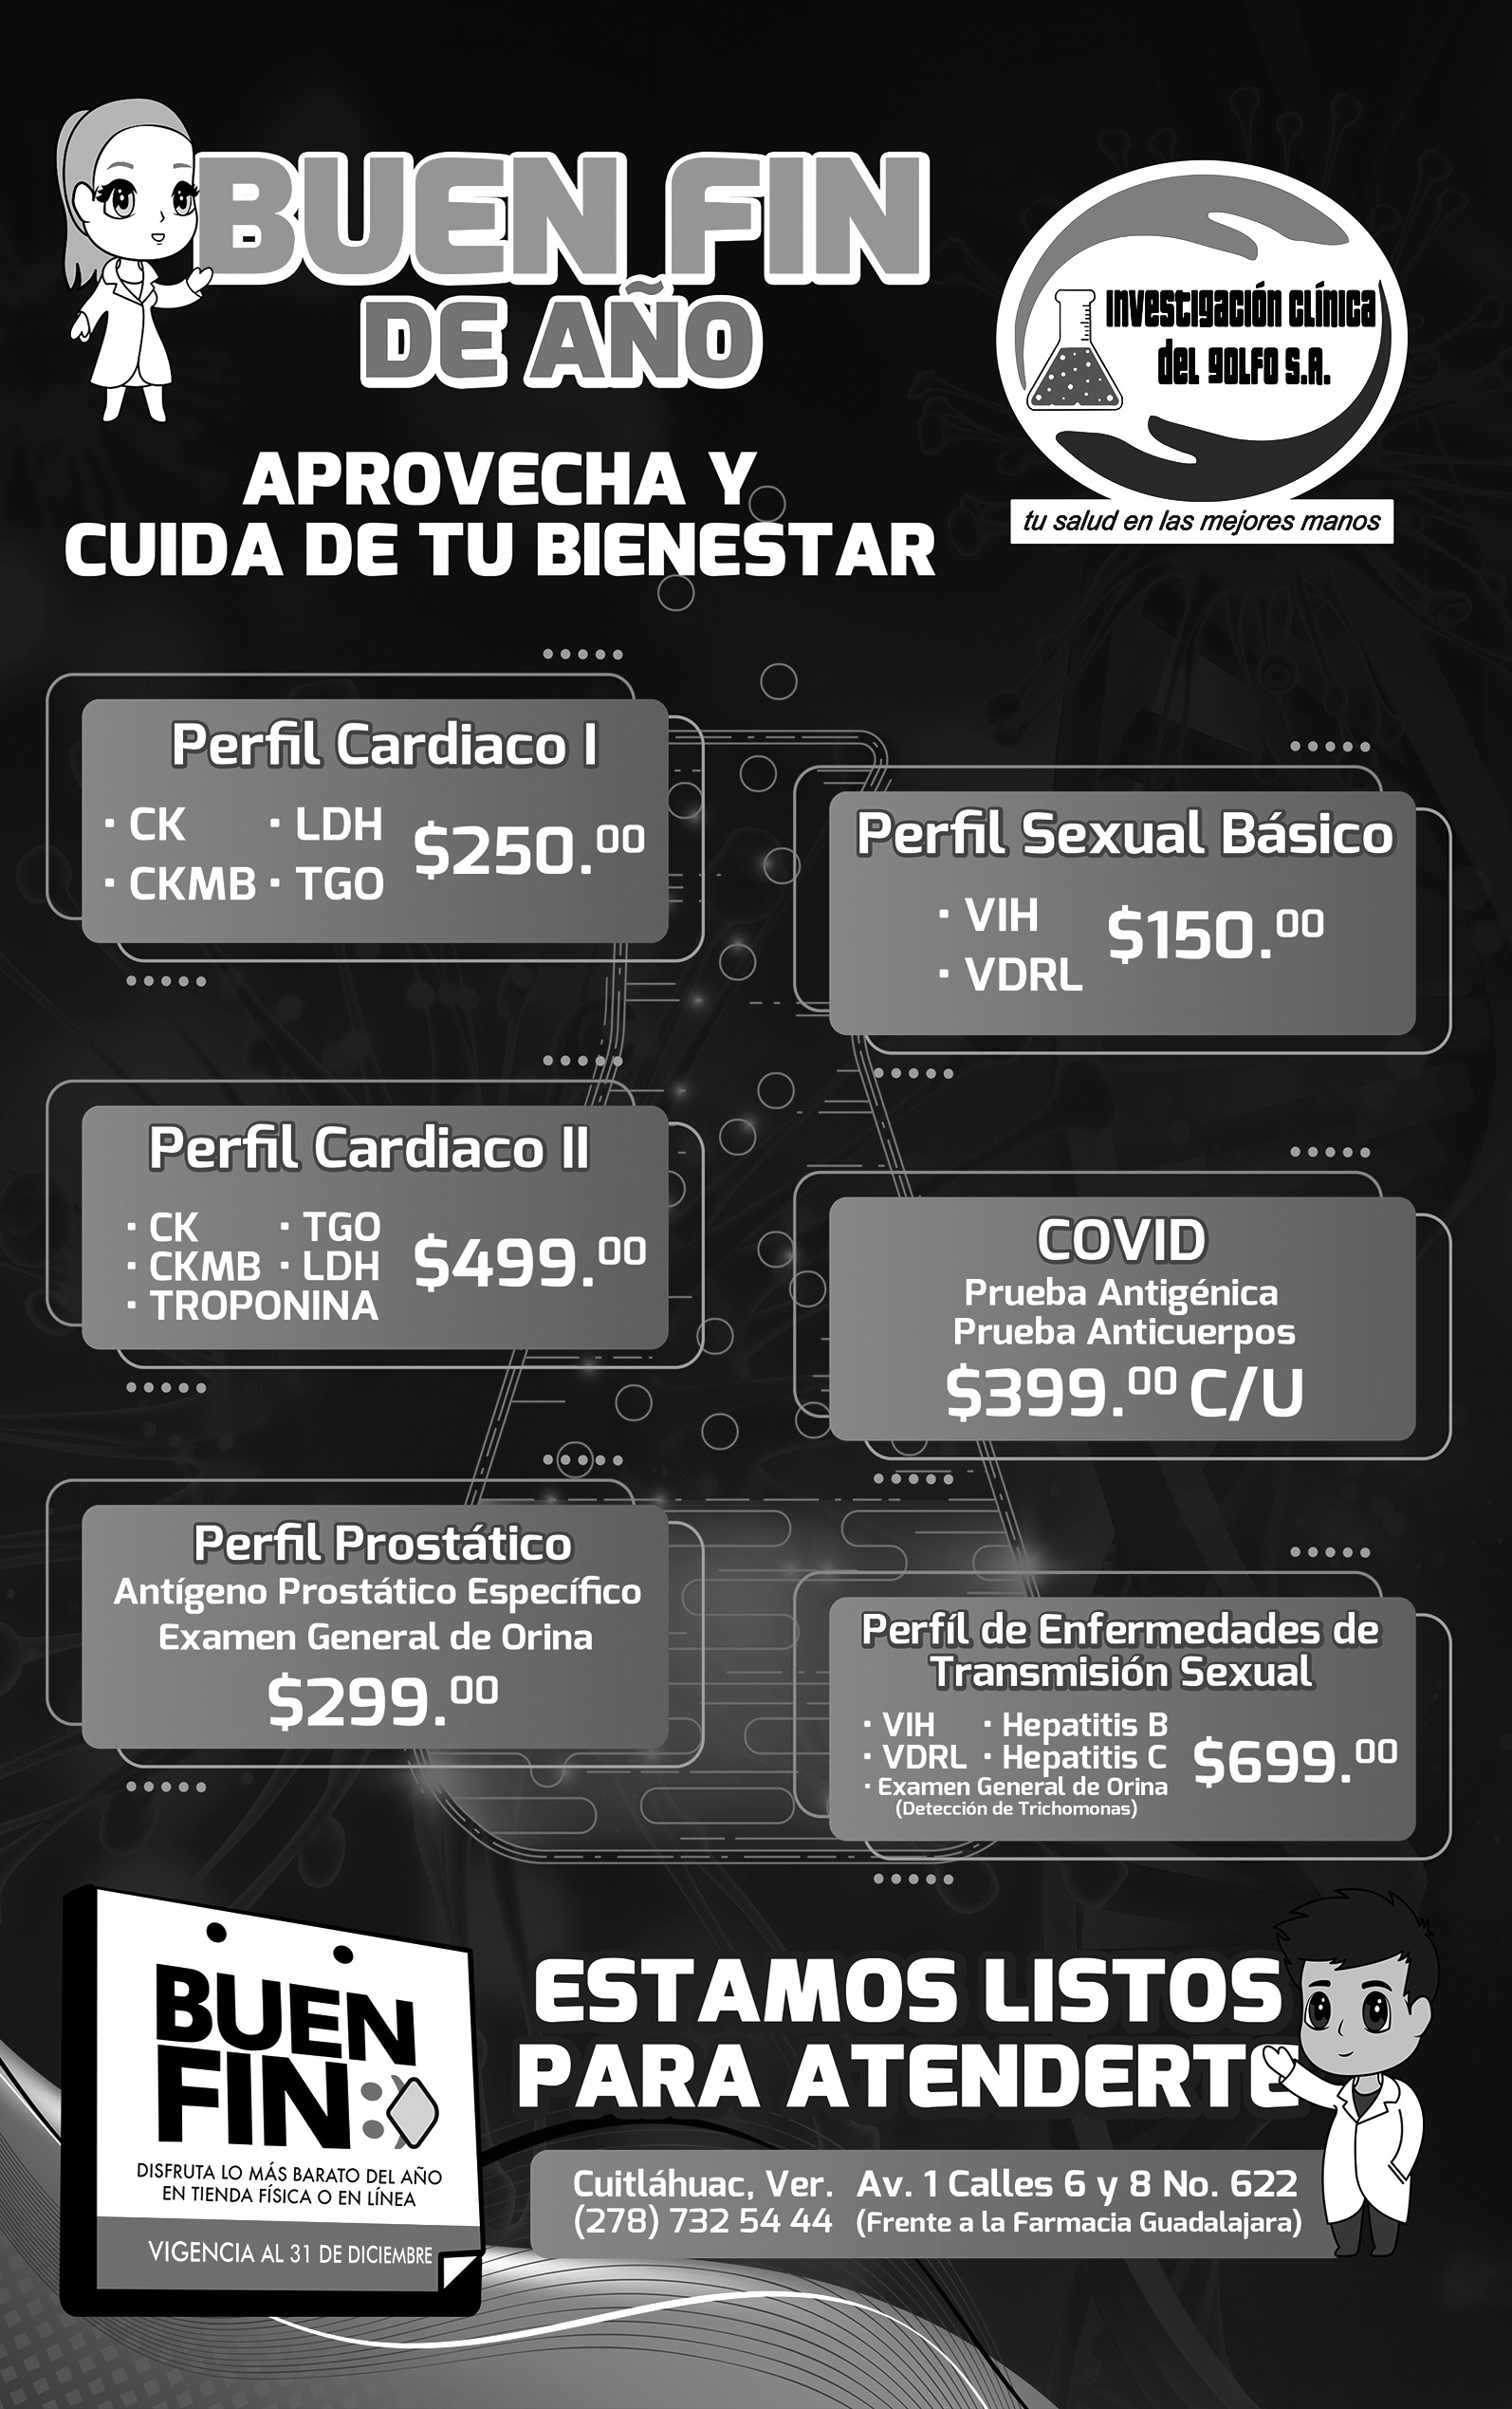 BUEN FIN
DE AÑO
APROVECHA Y
CUIDA DE TU BIENESTAR
Investigación Clínica
del Golfo S.A.
tu salud en las mejores manos
Perfil Cardiaco I
· CK · LDH
· CKMB · TGO
$250.00
Perfil Sexual Básico
· VIH
· VDRL
$150.00
Perfil Cardiaco II
· CK · TGO
· CKMB · LDH
· TROPONINA
$499.00
COVID
Prueba Antigénica
Prueba Anticuerpos
$399.00 C/U
Perfil Prostático
Antígeno Prostático Específico
Examen General de Orina
$299.00
Perfíl de Enfermedades de
Transmisión Sexual
· VIH · Hepatitis B
· VDRL · Hepatitis C
· Examen General de Orina
(Detección de Trichomonas)
$699.00
BUEN
FIN
DISFRUTA LO MÁS BARATO DEL AÑO
EN TIENDA FÍSICA O EN LÍNEA
VIGENCIA AL 31 DE DICIEMBRE
ESTAMOS LISTOS
PARA ATENDERTE
Cuitláhuac, Ver. Av. 1 Calles 6 y 8 No. 622
(278) 732 54 44 (Frente a la Farmacia Guadalajara)